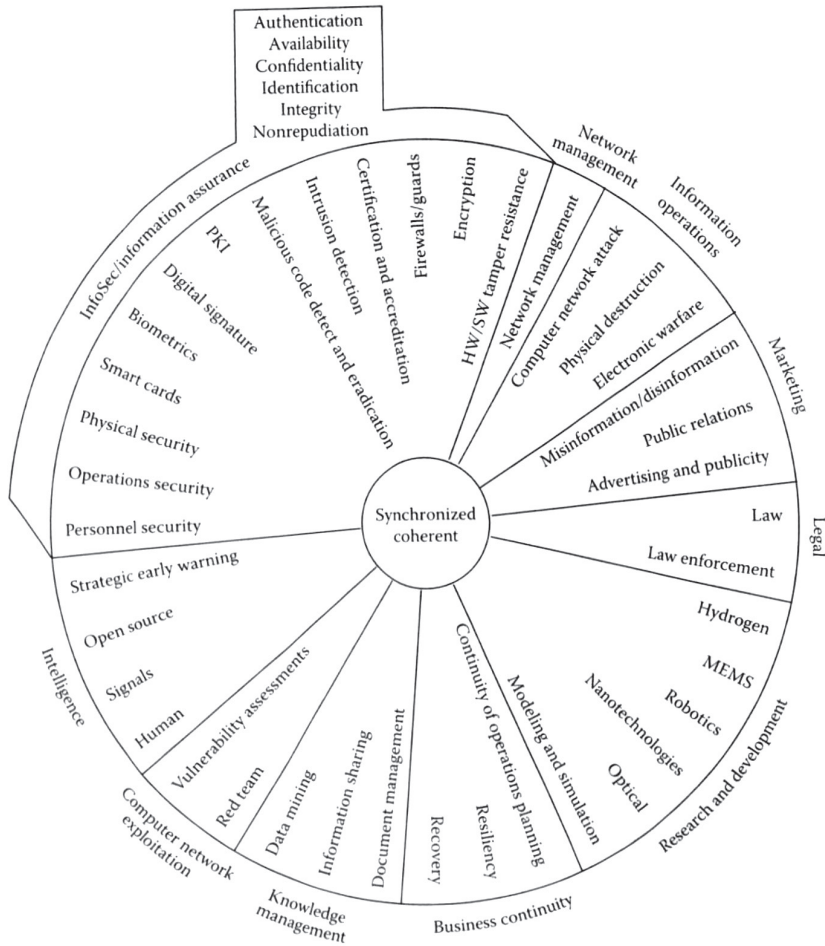 Authentication
Availability
Confidentiality
Identification
Integrity
Nonrepudiation
InfoSec/information assurance
Personnel security
Operations security
Physical security
Smart cards
Biometrics
Digital signature
PKI
Malicious code detect and eradication
Intrusion detection
Certification and accreditation
Firewalls/guards
Encryption
HW/SW tamper resistance
Network
management
Network management
Information
operations
Computer network attack
Physical destruction
Electronic warfare
Marketing
Misinformation/disinformation
Public relations
Advertising and publicity
Legal
Law
Law enforcement
Research and development
Hydrogen
MEMS
Robotics
Nanotechnologies
Optical
Modeling and simulation
Business continuity
Continuity of operations planning
Resiliency
Recovery
Knowledge
management
Document management
Information sharing
Data mining
Computer network
exploitation
Red team
Vulnerability assessments
Intelligence
Human
Signals
Open source
Strategic early warning
Synchronized
coherent